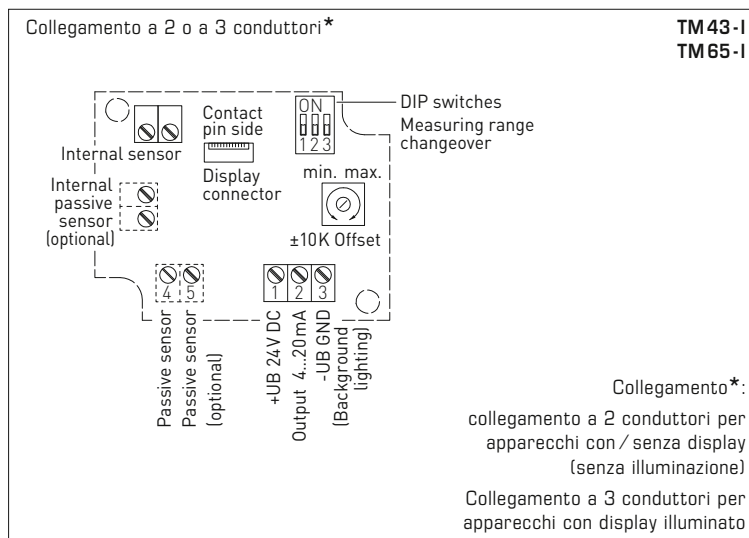 Collegamento a 2 o a 3 conduttori*
TM43-I
TM65-I
ON
1 2 3
DIP switches
Measuring range
changeover
Contact
pin side
Internal sensor
Display
connector
min. max.
Internal
passive
sensor
(optional)
±10K Offset
4 5
1 2 3
Passive sensor
Passive sensor
(optional)
+UB 24V DC
Output 4...20mA
-UB GND
(Background
lighting)
Collegamento*:
collegamento a 2 conduttori per
apparecchi con / senza display
(senza illuminazione)
Collegamento a 3 conduttori per
apparecchi con display illuminato